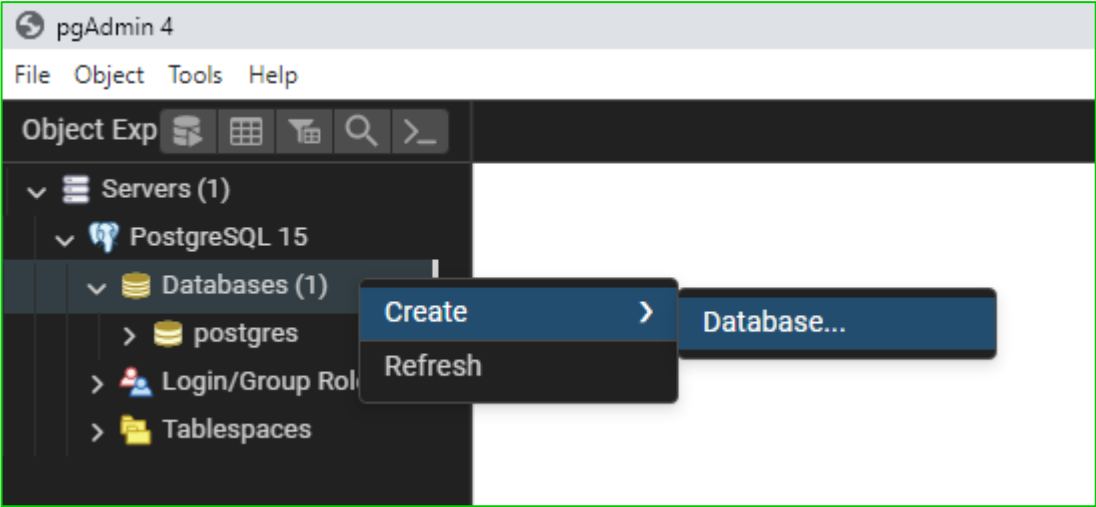 pgAdmin 4
File Object Tools Help
Object Exp
Servers (1)
PostgreSQL 15
Databases (1)
Create
Database...
postgres
Refresh
Login/Group Rol
Tablespaces